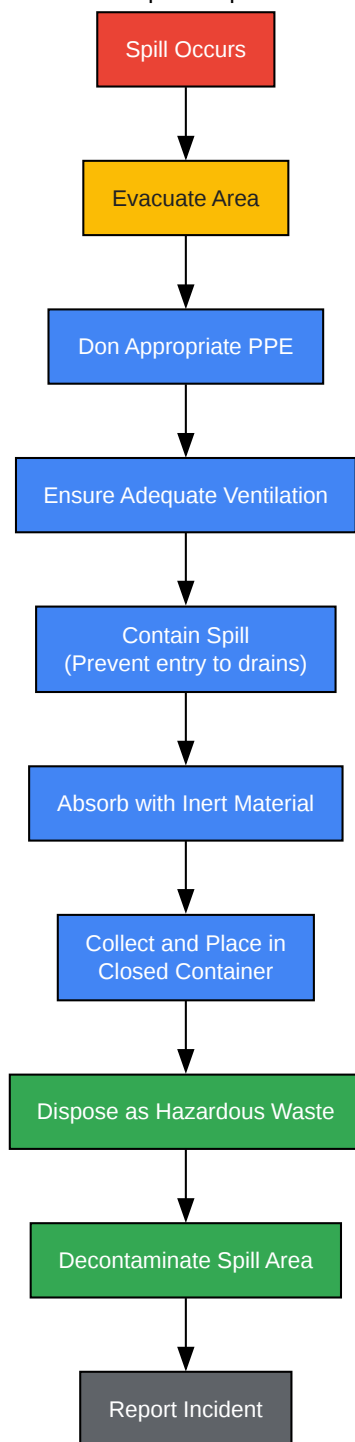 Spill Occurs
Evacuate Area
Don Appropriate PPE
Ensure Adequate Ventilation
Contain Spill
(Prevent entry to drains)
Absorb with Inert Material
Collect and Place in
Closed Container
Dispose as Hazardous Waste
Decontaminate Spill Area
Report Incident